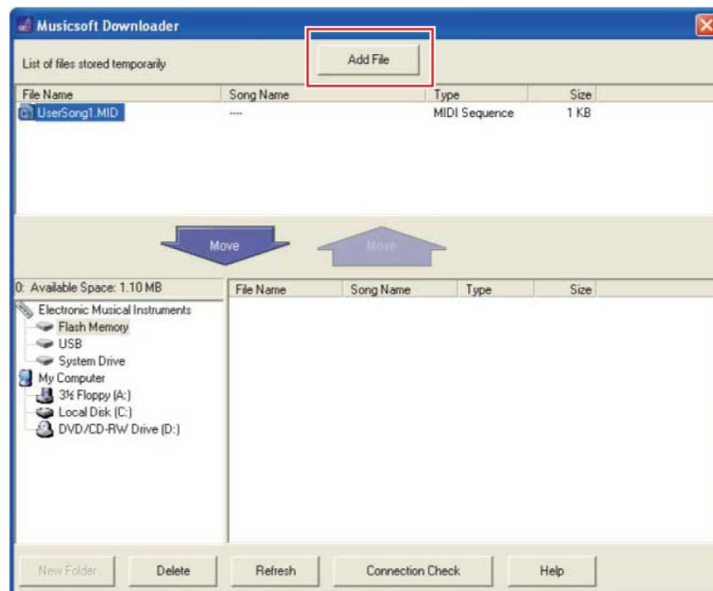 Musicsoft Downloader
List of files stored temporarily
Add File
File Name Song Name Type Size
UserSong1.MID ---- MIDI Sequence 1 KB
Move Move
0: Available Space: 1.10 MB
File Name Song Name Type Size
Electronic Musical Instruments
Flash Memory
USB
System Drive
My Computer
3½ Floppy (A:)
Local Disk (C:)
DVD/CD-RW Drive (D:)
New Folder Delete Refresh Connection Check Help